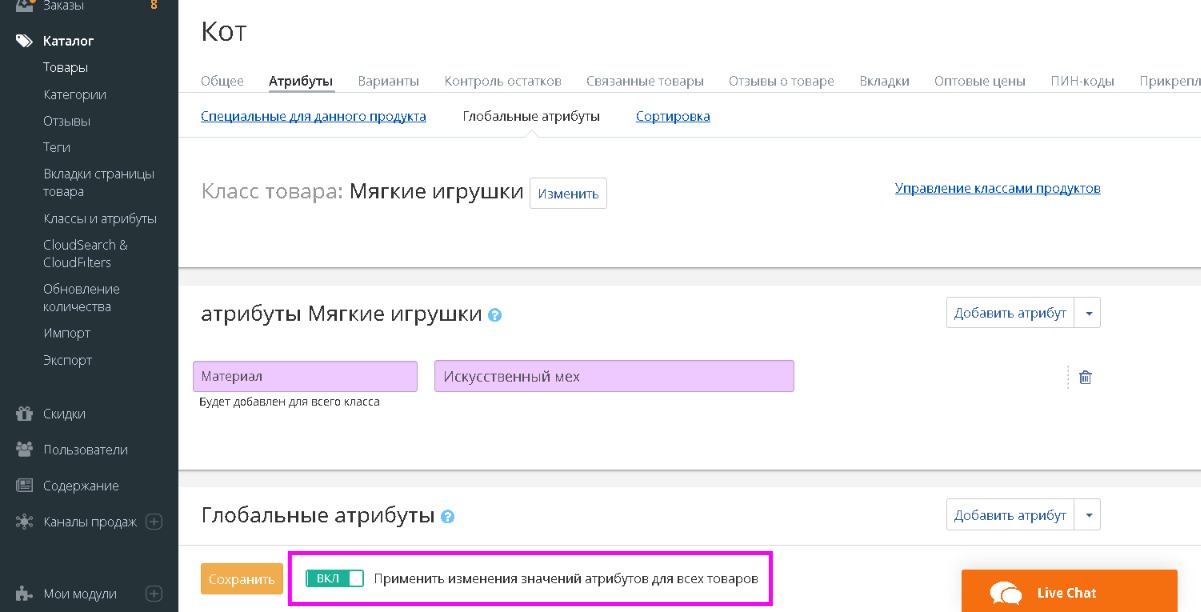 Заказы 8
Каталог
Товары
Категории
Отзывы
Теги
Вкладки страницы
товара
Классы и атрибуты
CloudSearch &
CloudFilters
Обновление
количества
Импорт
Экспорт
Скидки
Пользователи
Содержание
Каналы продаж
Мои модули
Кот
Общее Атрибуты Варианты Контроль остатков Связанные товары Отзывы о товаре Вкладки Оптовые цены ПИН-коды Прикрепл
Специальные для данного продукта Глобальные атрибуты Сортировка
Класс товара: Мягкие игрушки Изменить Управление классами продуктов
атрибуты Мягкие игрушки ? Добавить атрибут
Материал Искусственный мех
Будет добавлен для всего класса
Глобальные атрибуты ? Добавить атрибут
Сохранить ВКЛ Применить изменения значений атрибутов для всех товаров
Live Chat